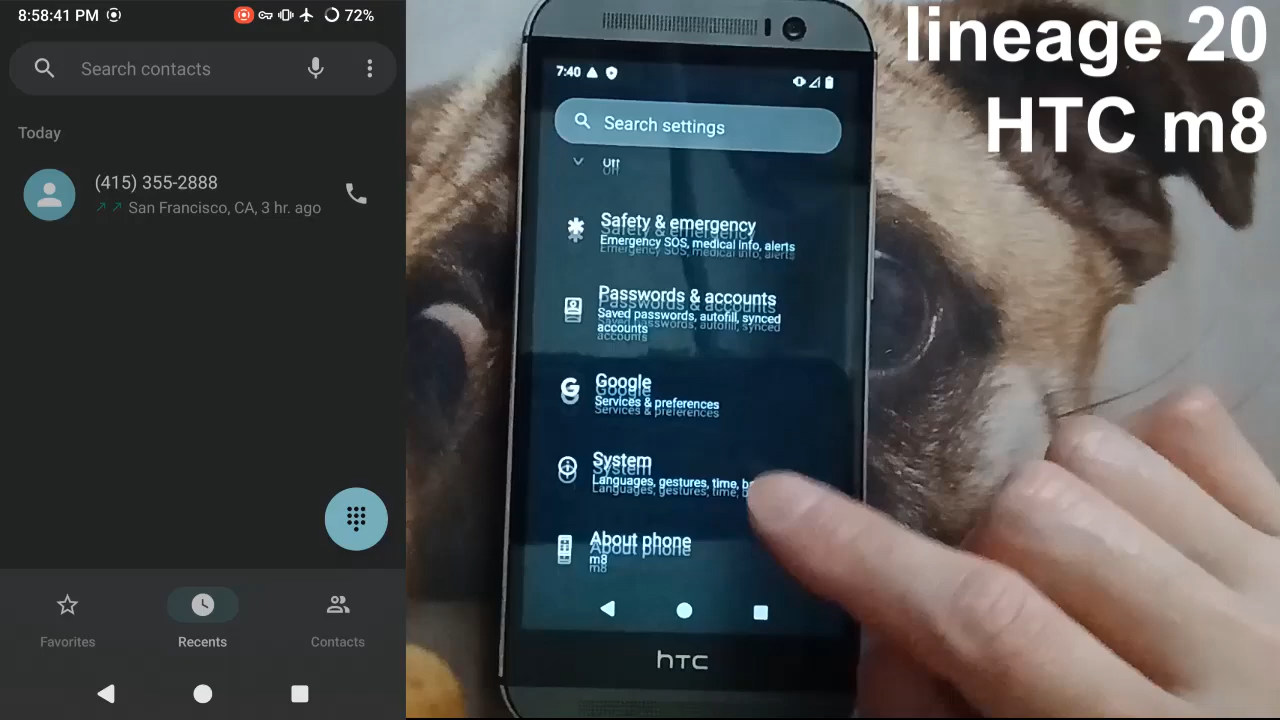 8:58:41 PM
72%
Search contacts
Today
(415) 355-2888
San Francisco, CA, 3 hr. ago
Favorites
Recents
Contacts
lineage 20
HTC m8
7:40
Search settings
Off
Safety & emergency
Emergency SOS, medical info, alerts
Passwords & accounts
Saved passwords, autofill, synced
accounts
Google
Services & preferences
System
Languages, gestures, time,
About phone
m8
hTC